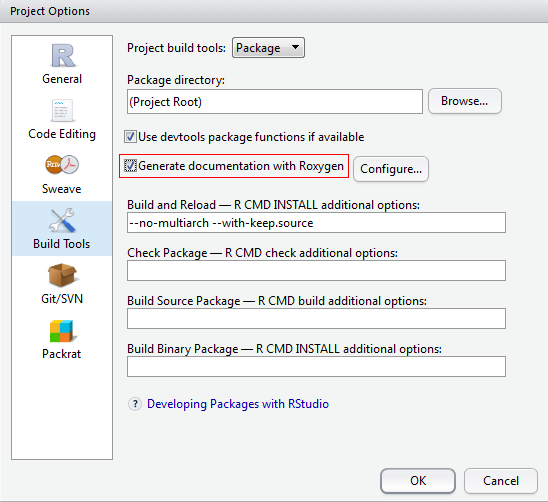 Project Options
General
Code Editing
Sweave
Build Tools
Git/SVN
Packrat
Project build tools: Package
Package directory:
(Project Root) Browse...
Use devtools package functions if available
Generate documentation with Roxygen Configure...
Build and Reload — R CMD INSTALL additional options:
--no-multiarch --with-keep.source
Check Package — R CMD check additional options:
Build Source Package — R CMD build additional options:
Build Binary Package — R CMD INSTALL additional options:
? Developing Packages with RStudio
OK Cancel